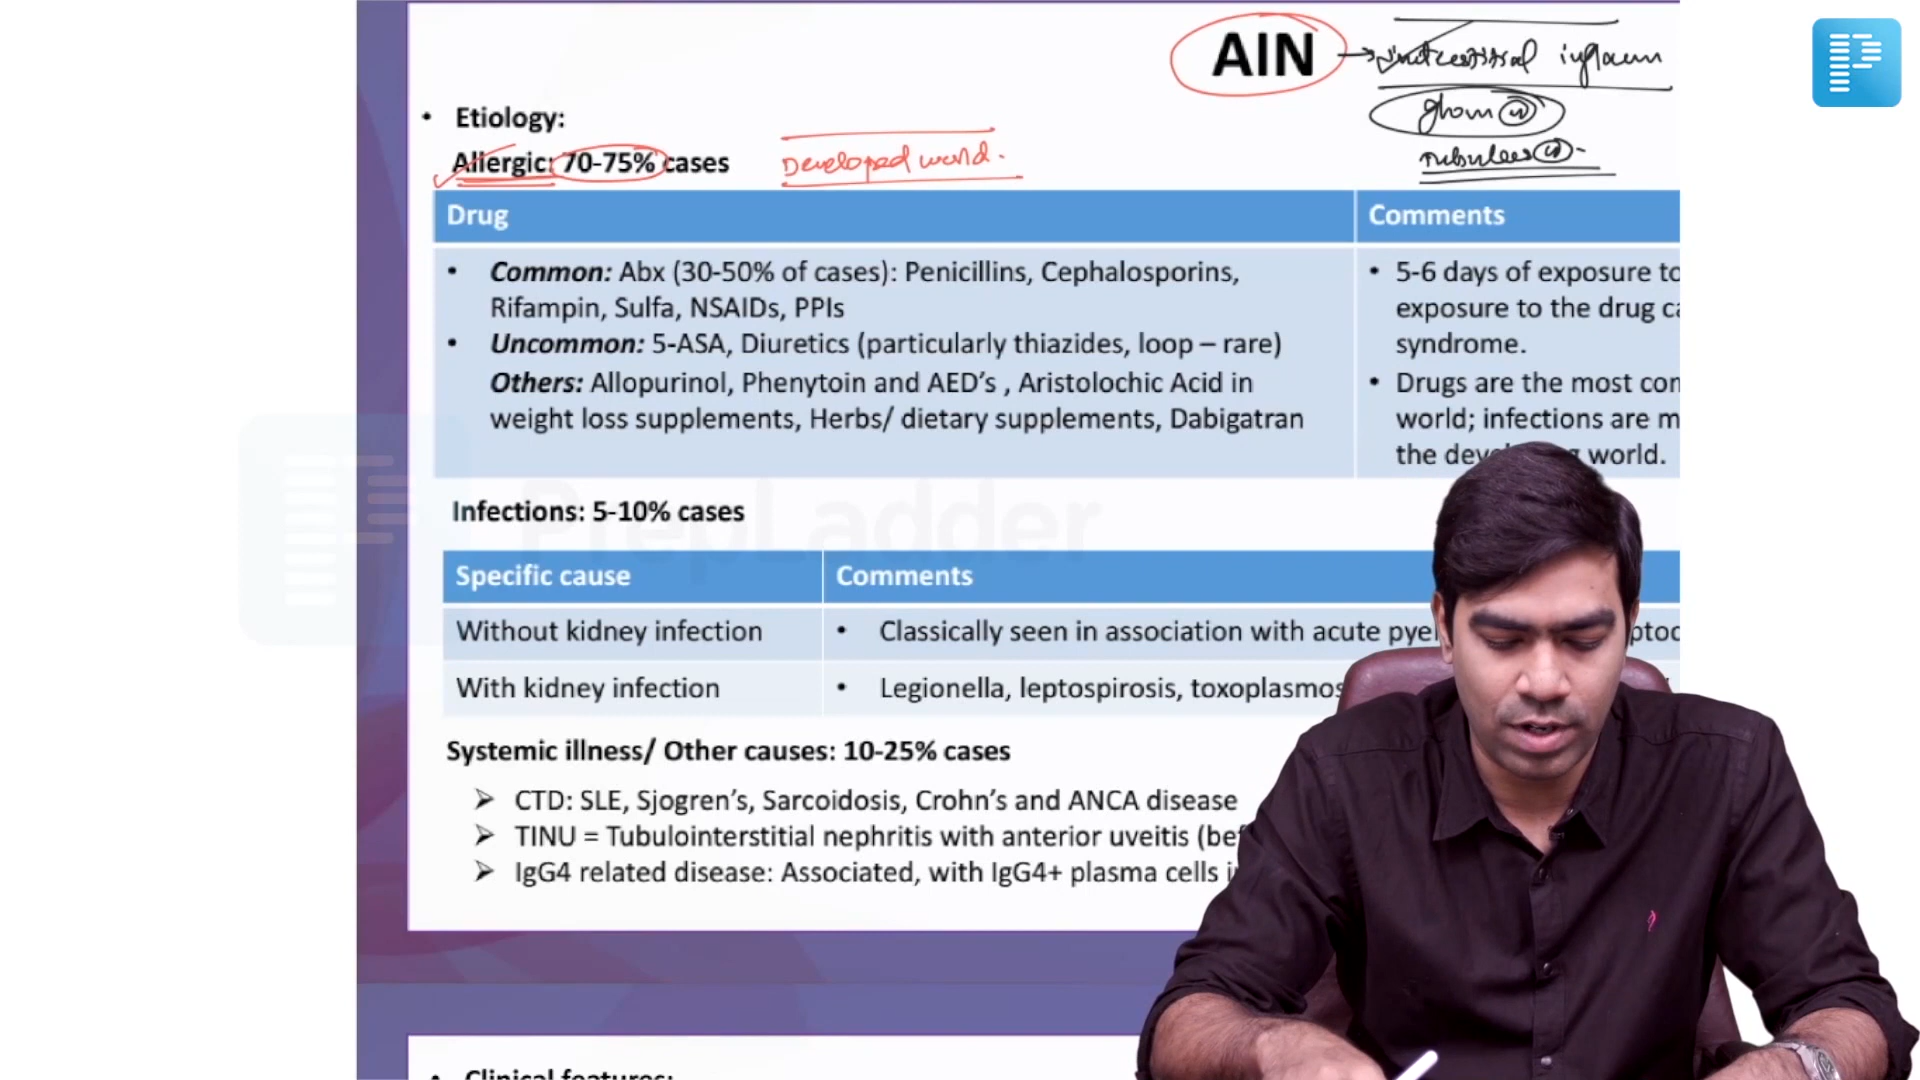 AIN
interstitial inflamm
glom (N)
Tubules (N)-
• Etiology:
Allergic: 70-75% cases
Developed world.
Drug
Comments
• Common: Abx (30-50% of cases): Penicillins, Cephalosporins,
Rifampin, Sulfa, NSAIDs, PPIs
• Uncommon: 5-ASA, Diuretics (particularly thiazides, loop – rare)
Others: Allopurinol, Phenytoin and AED's , Aristolochic Acid in
weight loss supplements, Herbs/ dietary supplements, Dabigatran
• 5-6 days of exposure to
exposure to the drug
syndrome.
• Drugs are the most
world; infections are
the world.
PrepLadder
Infections: 5-10% cases
Specific cause
Comments
Without kidney infection
• Classically seen in association with acute
With kidney infection
• Legionella, leptospirosis,
Systemic illness/ Other causes: 10-25% cases
➢ CTD: SLE, Sjogren's, Sarcoidosis, Crohn's and ANCA disease
➢ TINU = Tubulointerstitial nephritis with anterior uveitis
➢ IgG4 related disease: Associated, with IgG4+ plasma cells
• Clinical features: